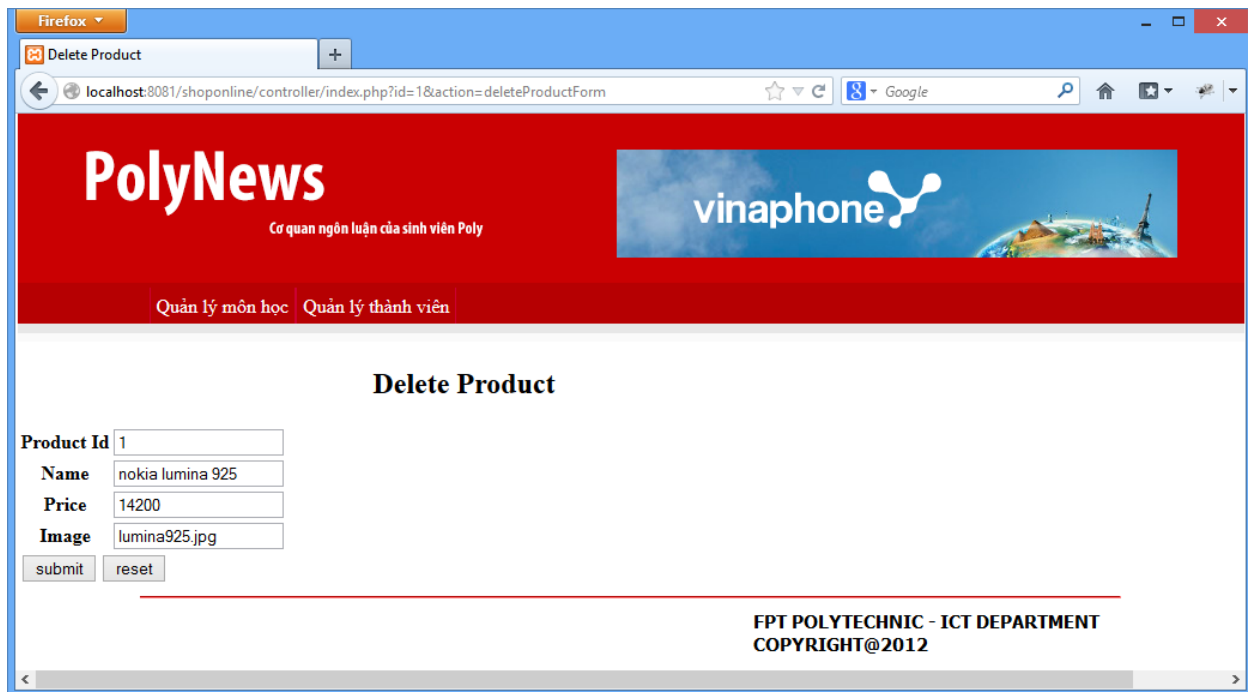 Firefox
Delete Product
localhost:8081/shoponline/controller/index.php?id=1&action=deleteProductForm
8 Google
PolyNews
Cơ quan ngôn luận của sinh viên Poly
vinaphone
Quản lý môn học Quản lý thành viên
Delete Product
Product Id 1
Name nokia lumina 925
Price 14200
Image lumina925.jpg
submit reset
FPT POLYTECHNIC - ICT DEPARTMENT
COPYRIGHT@2012